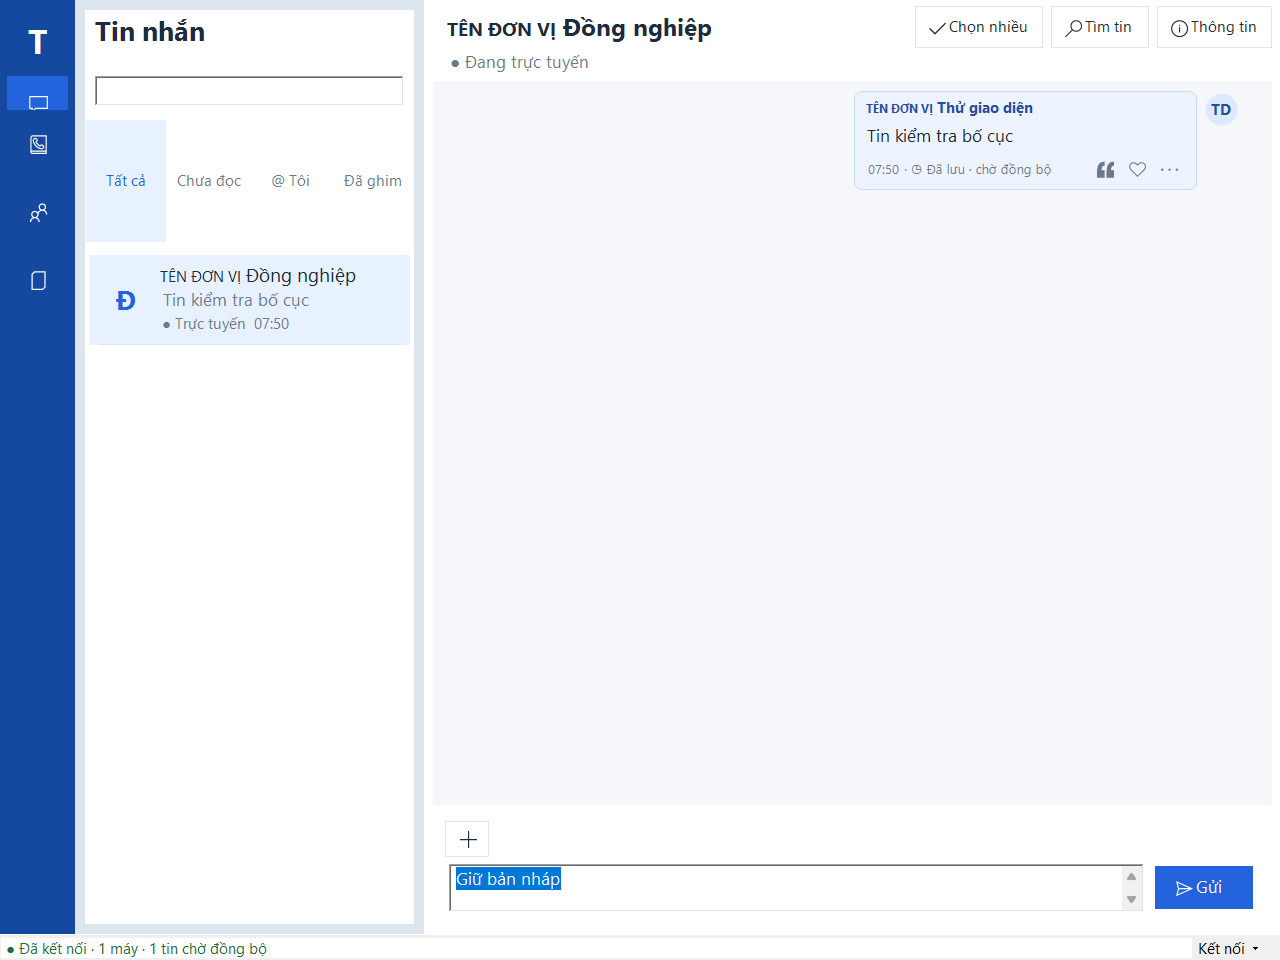 T
Tin nhắn
Tất cả
Chưa đọc
@ Tôi
Đã ghim
Đ
TÊN ĐƠN VỊ Đồng nghiệp
Tin kiểm tra bố cục
● Trực tuyến 07:50
TÊN ĐƠN VỊ Đồng nghiệp
● Đang trực tuyến
Chọn nhiều
Tìm tin
Thông tin
TÊN ĐƠN VỊ Thử giao diện
Tin kiểm tra bố cục
07:50 · ◷ Đã lưu · chờ đồng bộ
TD
Giữ bản nháp
Gửi
● Đã kết nối · 1 máy · 1 tin chờ đồng bộ
Kết nối